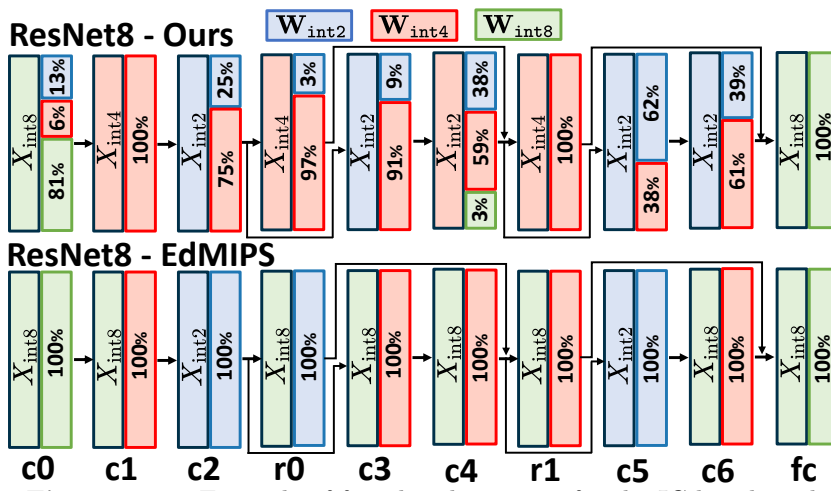 ResNet8 - Ours
W_int2 W_int4 W_int8
X_int8 13% 6% 81%
X_int4 100%
X_int2 25% 75%
X_int4 3% 97%
X_int2 9% 91%
X_int4 38% 59% 3%
X_int4 100%
X_int2 62% 38%
X_int2 39% 61%
X_int8 100%
ResNet8 - EdMIPS
X_int8 100%
X_int8 100%
X_int2 100%
X_int8 100%
X_int8 100%
X_int8 100%
X_int8 100%
X_int2 100%
X_int8 100%
X_int8 100%
c0 c1 c2 r0 c3 c4 r1 c5 c6 fc